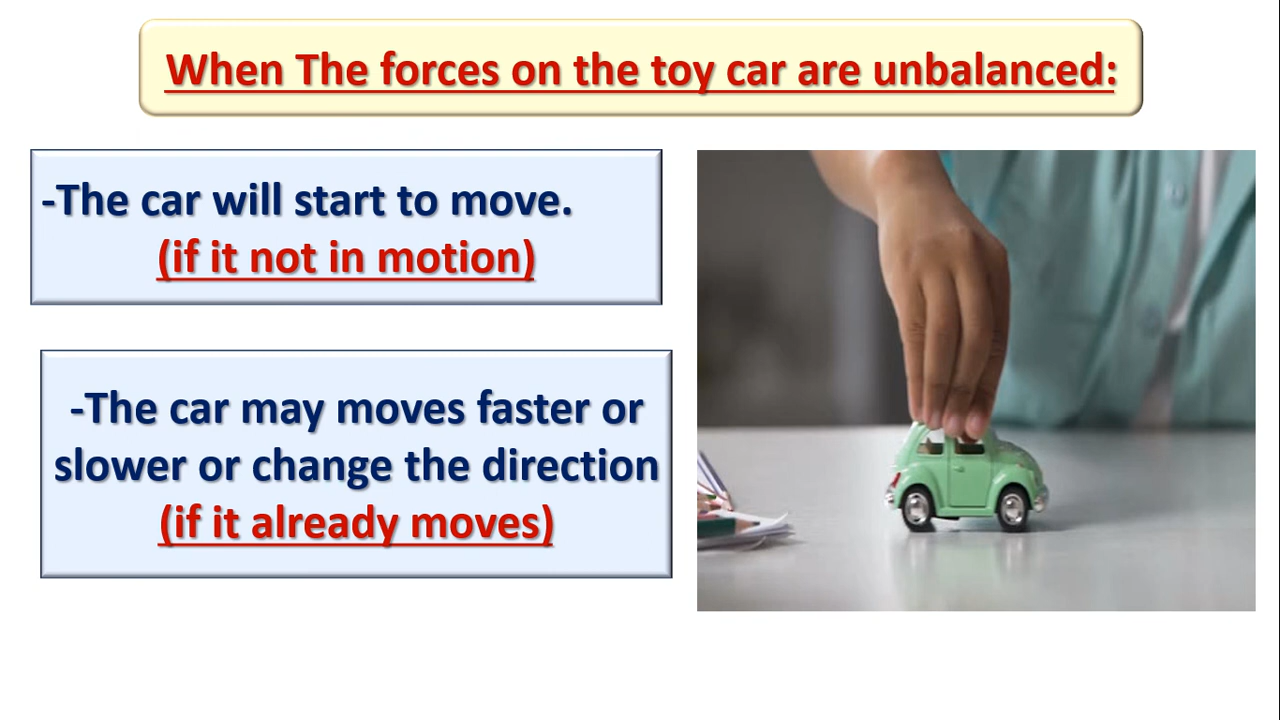 When The forces on the toy car are unbalanced:
-The car will start to move.
(if it not in motion)
-The car may moves faster or
slower or change the direction
(if it already moves)